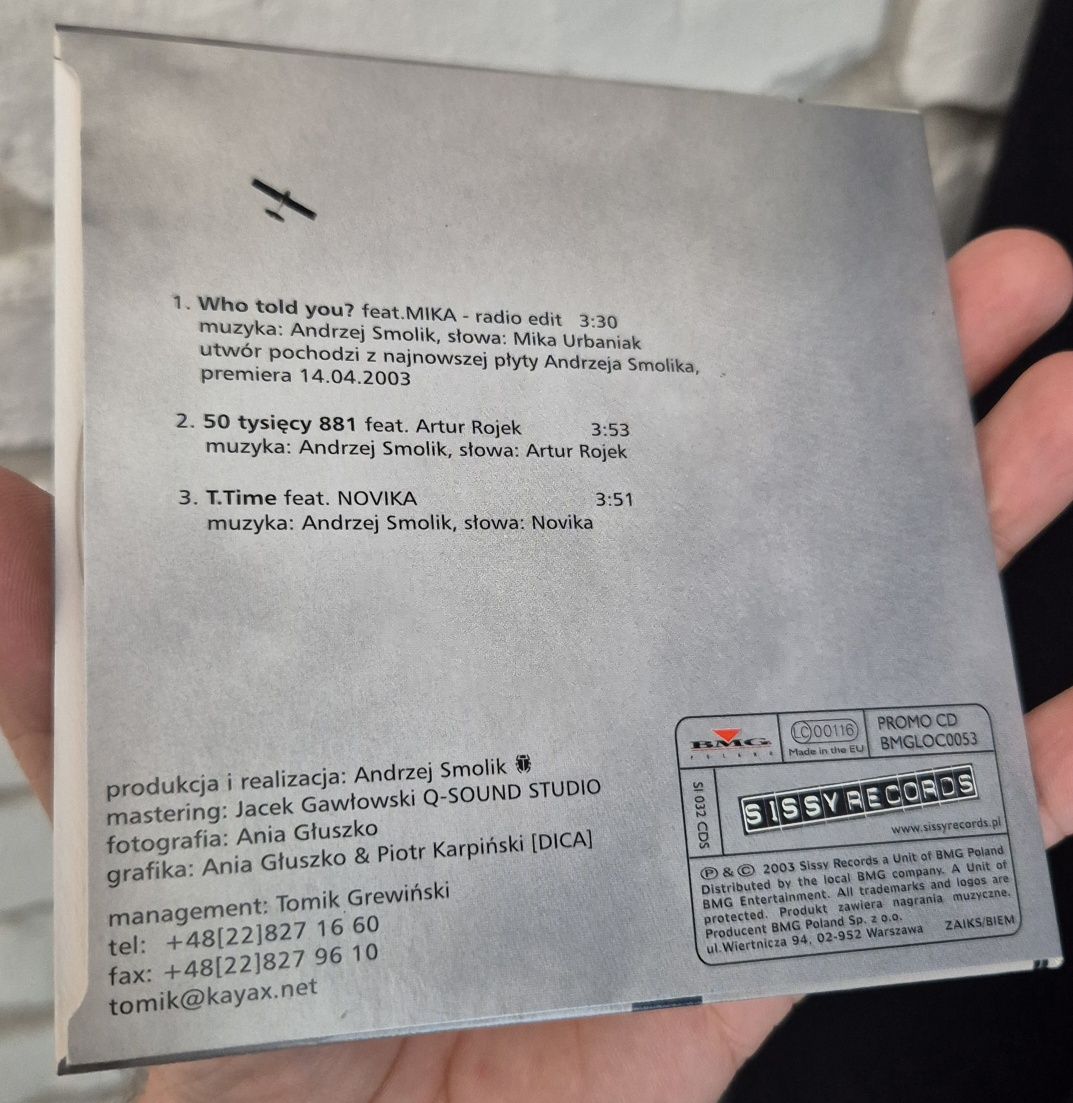 1. Who told you? feat.MIKA - radio edit 3:30
muzyka: Andrzej Smolik, słowa: Mika Urbaniak
utwór pochodzi z najnowszej płyty Andrzeja Smolika,
premiera 14.04.2003
2. 50 tysięcy 881 feat. Artur Rojek 3:53
muzyka: Andrzej Smolik, słowa: Artur Rojek
3. T.Time feat. NOVIKA 3:51
muzyka: Andrzej Smolik, słowa: Novika
produkcja i realizacja: Andrzej Smolik
mastering: Jacek Gawłowski Q-SOUND STUDIO
fotografia: Ania Głuszko
grafika: Ania Głuszko & Piotr Karpiński [DICA]
management: Tomik Grewiński
tel: +48[22]827 16 60
fax: +48[22]827 96 10
tomik@kayax.net
BMG
POLAND
LC00116
Made in the EU
PROMO CD
BMGLOC0053
SI 032 CDS
SISSYRECORDS
www.sissyrecords.pl
Ⓟ & © 2003 Sissy Records a Unit of BMG Poland
Distributed by the local BMG company. A Unit of
BMG Entertainment. All trademarks and logos are
protected. Produkt zawiera nagrania muzyczne.
Producent BMG Poland Sp. z o.o.
ul.Wiertnicza 94, 02-952 Warszawa ZAIKS/BIEM